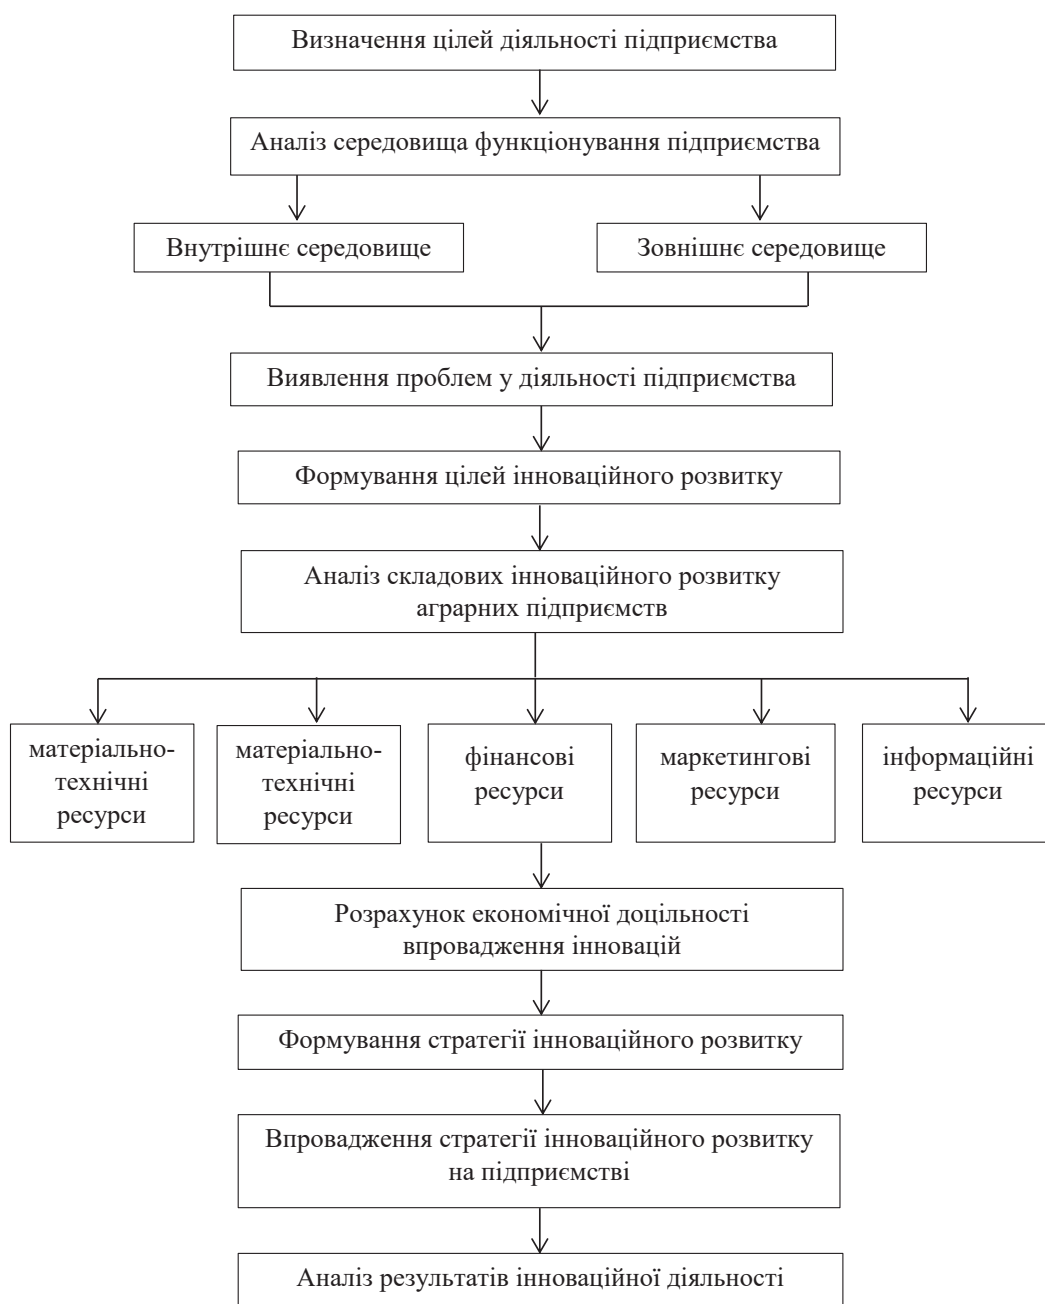 Визначення цілей діяльності підприємства
Аналіз середовища функціонування підприємства
Внутрішнє середовище
Зовнішнє середовище
Виявлення проблем у діяльності підприємства
Формування цілей інноваційного розвитку
Аналіз складових інноваційного розвитку
аграрних підприємств
матеріально-
технічні
ресурси
матеріально-
технічні
ресурси
фінансові
ресурси
маркетингові
ресурси
інформаційні
ресурси
Розрахунок економічної доцільності
впровадження інновацій
Формування стратегії інноваційного розвитку
Впровадження стратегії інноваційного розвитку
на підприємстві
Аналіз результатів інноваційної діяльності